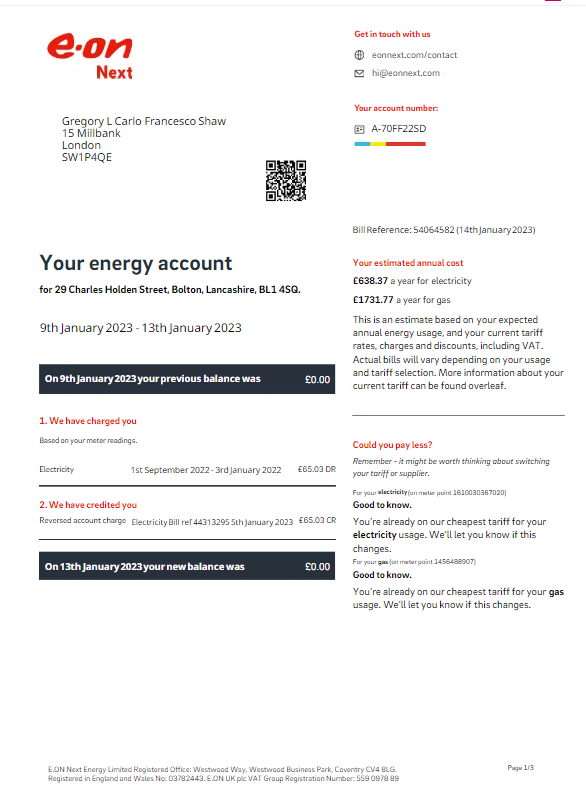 e·on
Next
Gregory L Carlo Francesco Shaw
15 Millbank
London
SW1P4QE
Get in touch with us
eonnext.com/contact
hi@eonnext.com
Your account number:
A-70FF22SD
Bill Reference: 54064582 (14th January 2023)
Your energy account
for 29 Charles Holden Street, Bolton, Lancashire, BL1 4SQ.
9th January 2023 - 13th January 2023
On 9th January 2023 your previous balance was £0.00
1. We have charged you
Based on your meter readings.
Electricity 1st September 2022 - 3rd January 2022 £65.03 DR
2. We have credited you
Reversed account charge Electricity Bill ref 44313295 5th January 2023 £65.03 CR
On 13th January 2023 your new balance was £0.00
Your estimated annual cost
£638.37 a year for electricity
£1731.77 a year for gas
This is an estimate based on your expected
annual energy usage, and your current tariff
rates, charges and discounts, including VAT.
Actual bills will vary depending on your usage
and tariff selection. More information about your
current tariff can be found overleaf.
Could you pay less?
Remember - it might be worth thinking about switching
your tariff or supplier.
For your electricity (on meter point 1610030367020)
Good to know.
You're already on our cheapest tariff for your
electricity usage. We'll let you know if this
changes.
For your gas (on meter point 1456488907)
Good to know.
You're already on our cheapest tariff for your gas
usage. We'll let you know if this changes.
E.ON Next Energy Limited Registered Office: Westwood Way, Westwood Business Park, Coventry CV4 8LG.
Registered in England and Wales No: 03782443. E.ON UK plc VAT Group Registration Number: 559 0978 89
Page 1/3